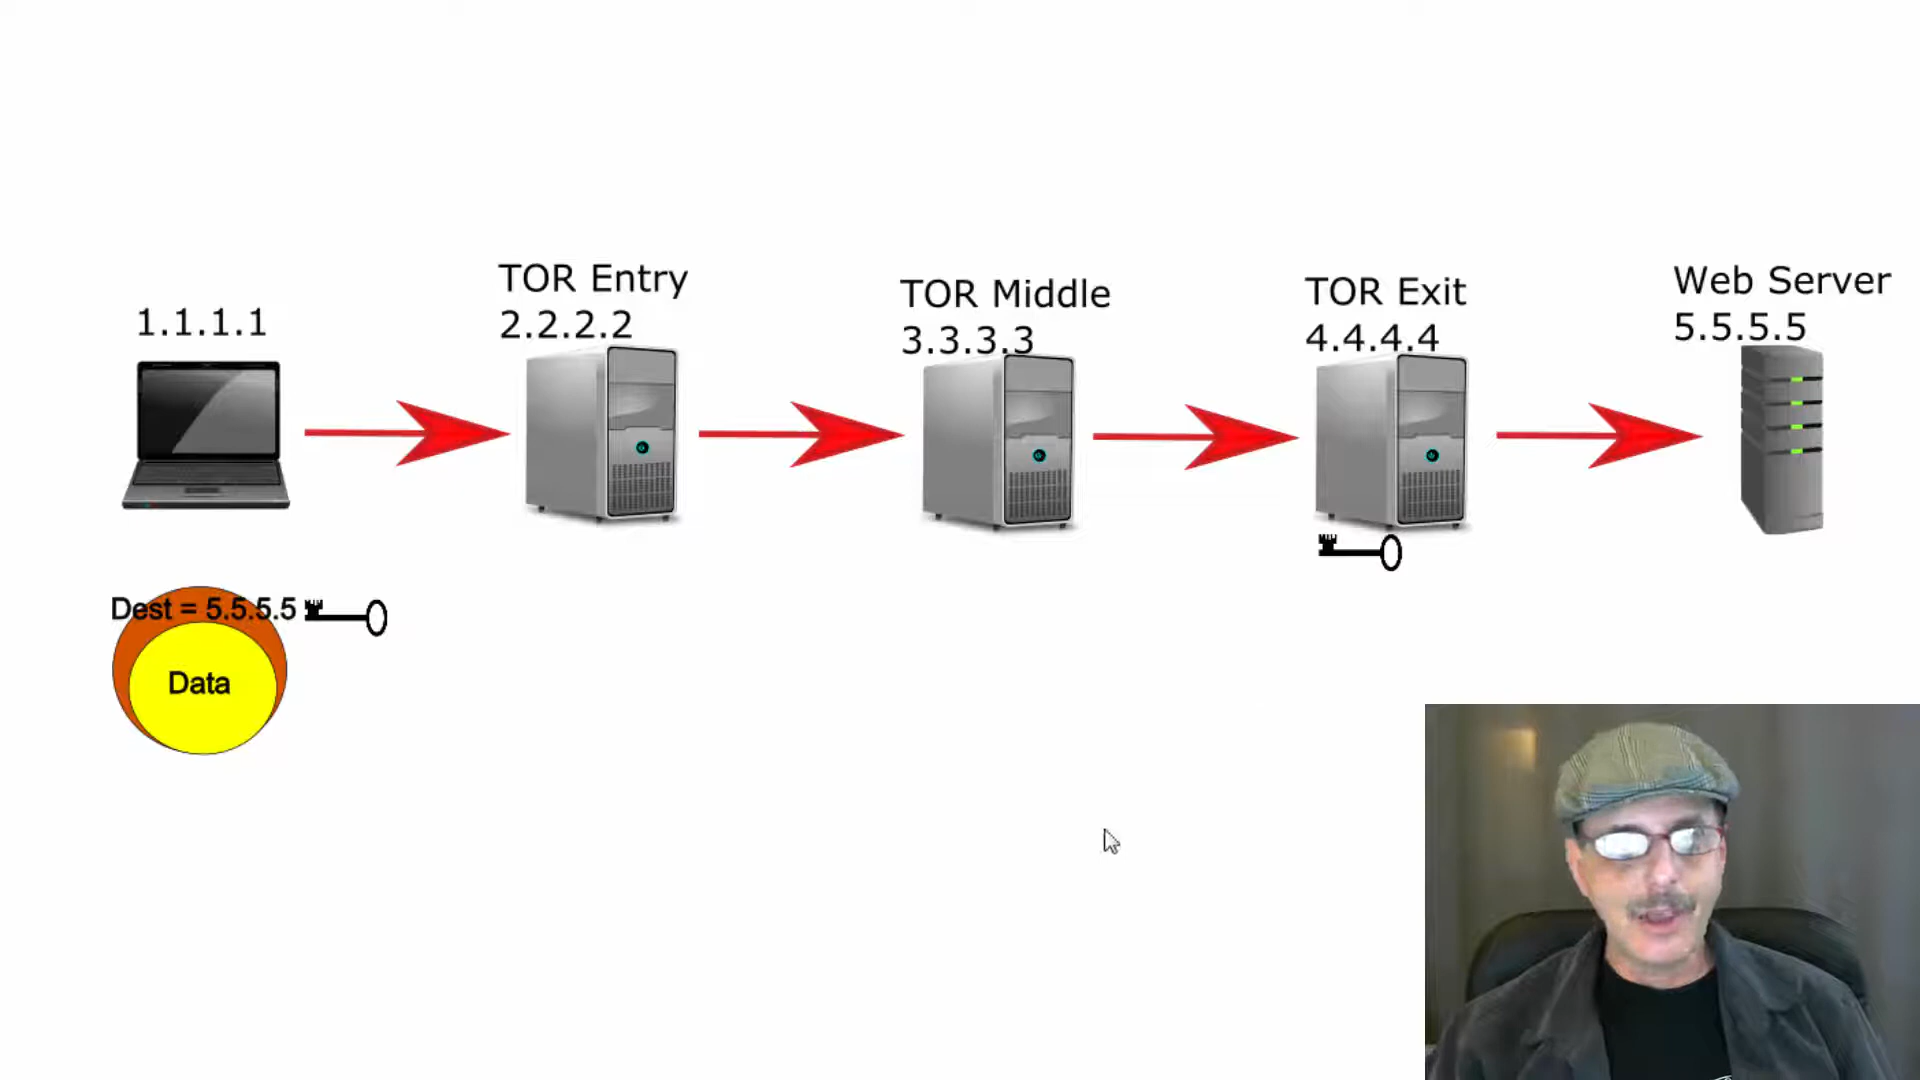 1.1.1.1
TOR Entry
2.2.2.2
TOR Middle
3.3.3.3
TOR Exit
4.4.4.4
Web Server
5.5.5.5
Dest = 5.5.5.5
Data